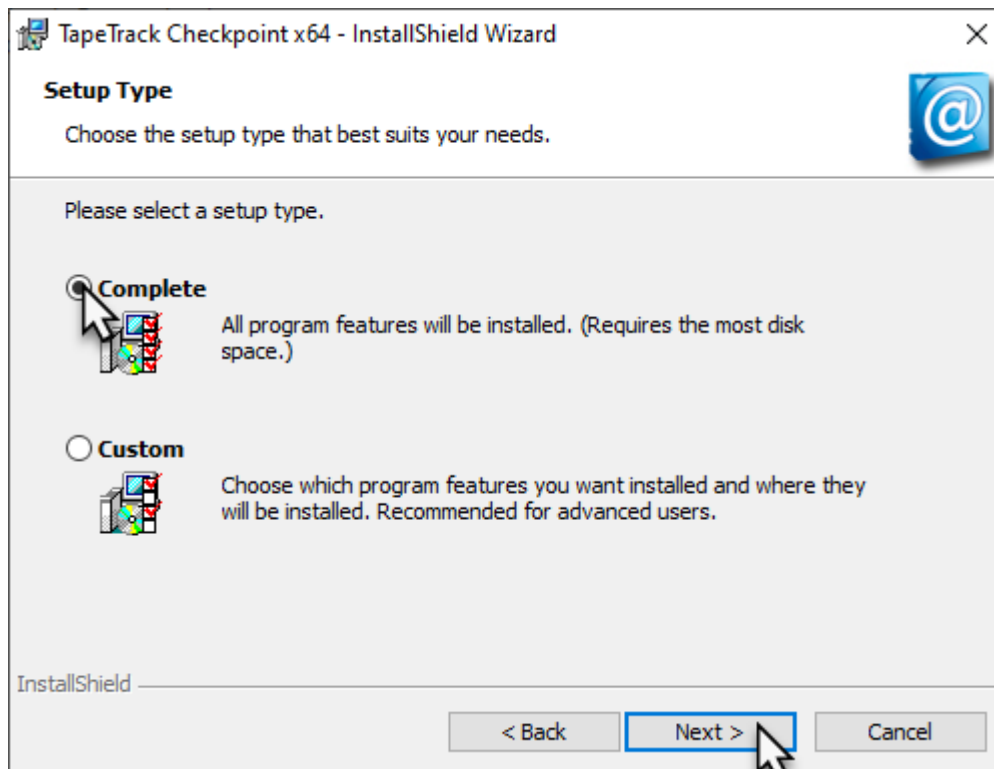 TapeTrack Checkpoint x64 - InstallShield Wizard
Setup Type
Choose the setup type that best suits your needs.
Please select a setup type.
Complete
All program features will be installed. (Requires the most disk
space.)
Custom
Choose which program features you want installed and where they
will be installed. Recommended for advanced users.
InstallShield
< Back
Next >
Cancel